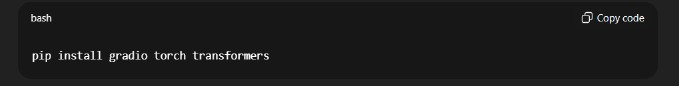 bash
Copy code
pip install gradio torch transformers